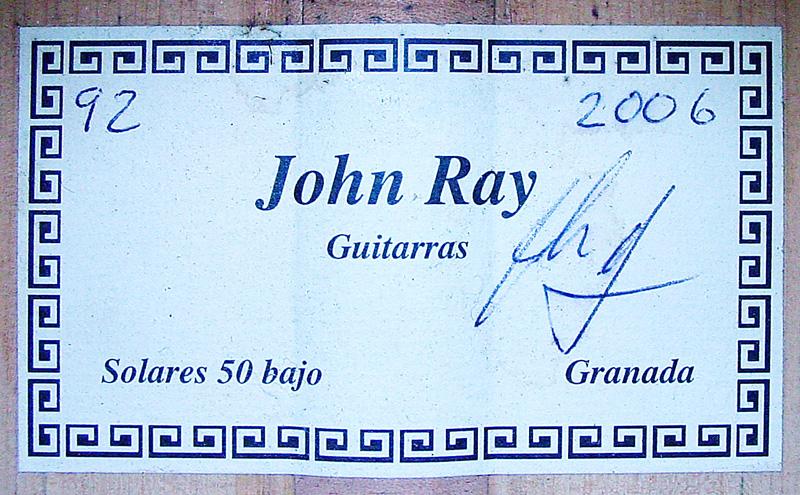 92 2006
John Ray
Guitarras
Solares 50 bajo Granada